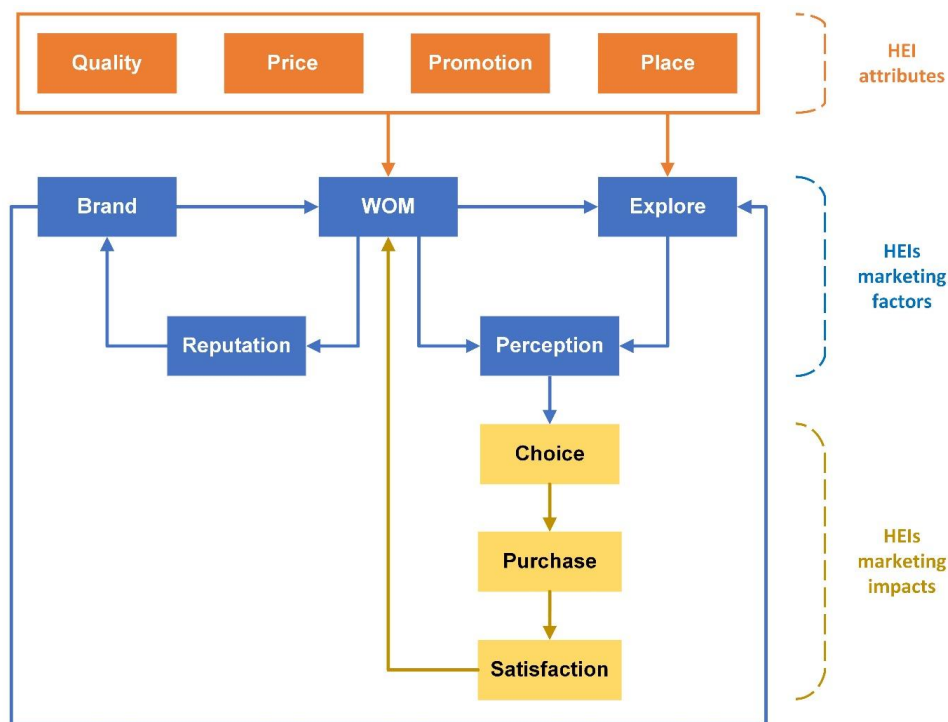 Quality
Price
Promotion
Place
HEI
attributes
Brand
WOM
Explore
HEIs
marketing
factors
Reputation
Perception
Choice
Purchase
HEIs
marketing
impacts
Satisfaction